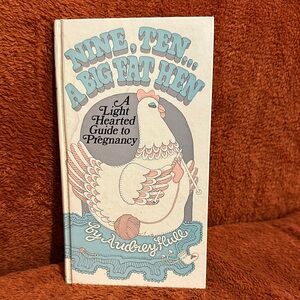 NINE, TEN...
A BIG FAT HEN
A
Light
Hearted
Guide to
Pregnancy
by Audrey Hull